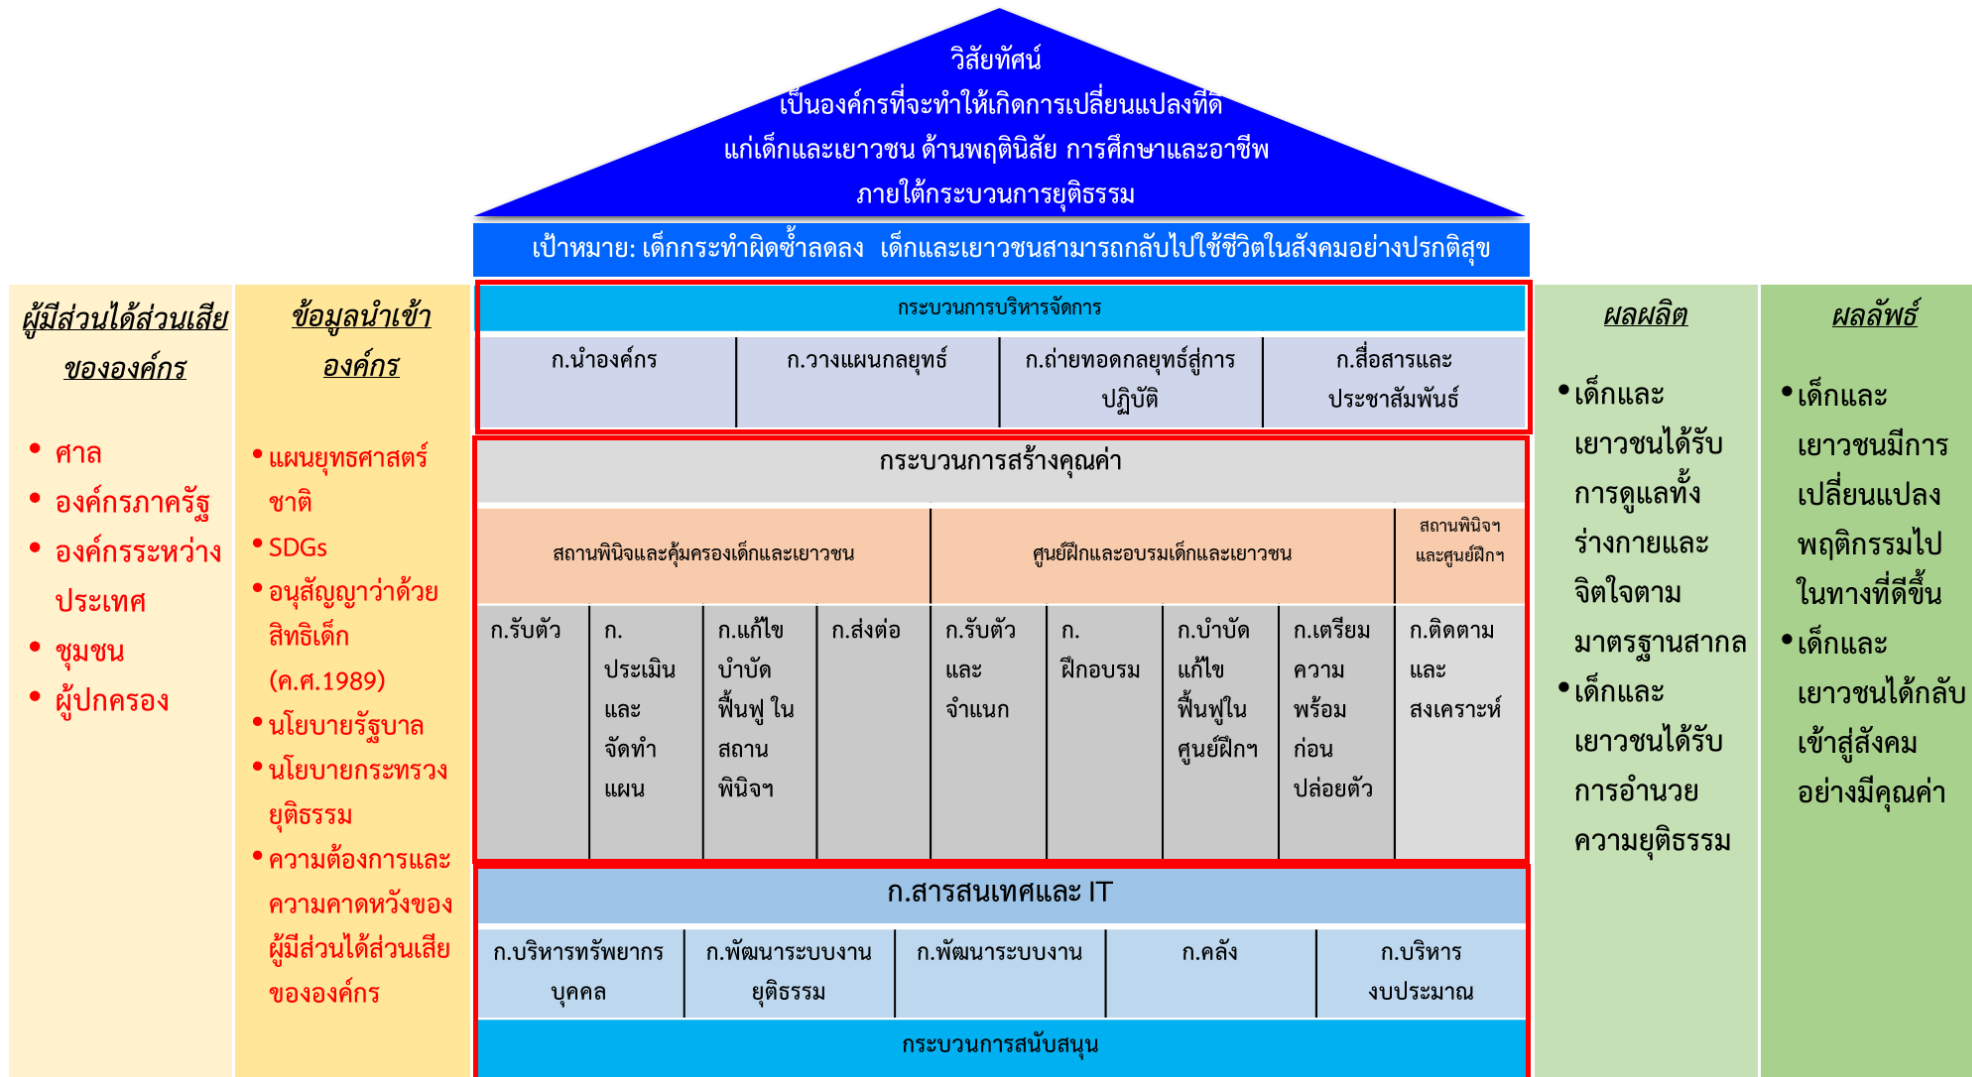 วิสัยทัศน์
เป็นองค์กรที่จะทำให้เกิดการเปลี่ยนแปลงที่ดี
แก่เด็กและเยาวชน ด้านพฤตินิสัย การศึกษาและอาชีพ
ภายใต้กระบวนการยุติธรรม
เป้าหมาย: เด็กกระทำผิดซ้ำลดลง เด็กและเยาวชนสามารถกลับไปใช้ชีวิตในสังคมอย่างปรกติสุข
ผู้มีส่วนได้ส่วนเสีย
ขององค์กร
• ศาล
• องค์กรภาครัฐ
• องค์กรระหว่าง
ประเทศ
• ชุมชน
• ผู้ปกครอง
ข้อมูลนำเข้า
องค์กร
• แผนยุทธศาสตร์
ชาติ
• SDGs
• อนุสัญญาว่าด้วย
สิทธิเด็ก
(ค.ศ.1989)
• นโยบายรัฐบาล
• นโยบายกระทรวง
ยุติธรรม
• ความต้องการและ
ความคาดหวังของ
ผู้มีส่วนได้ส่วนเสีย
ขององค์กร
กระบวนการบริหารจัดการ
ก.นำองค์กร
ก.วางแผนกลยุทธ์
ก.ถ่ายทอดกลยุทธ์สู่การ
ปฏิบัติ
ก.สื่อสารและ
ประชาสัมพันธ์
กระบวนการสร้างคุณค่า
สถานพินิจและคุ้มครองเด็กและเยาวชน
ศูนย์ฝึกและอบรมเด็กและเยาวชน
สถานพินิจฯ
และศูนย์ฝึกฯ
ก.รับตัว
ก.
ประเมิน
และ
จัดทำ
แผน
ก.แก้ไข
บำบัด
ฟื้นฟู ใน
สถาน
พินิจฯ
ก.ส่งต่อ
ก.รับตัว
และ
จำแนก
ก.
ฝึกอบรม
ก.บำบัด
แก้ไข
ฟื้นฟูใน
ศูนย์ฝึกฯ
ก.เตรียม
ความ
พร้อม
ก่อน
ปล่อยตัว
ก.ติดตาม
และ
สงเคราะห์
ก.สารสนเทศและ IT
ก.บริหารทรัพยากร
บุคคล
ก.พัฒนาระบบงาน
ยุติธรรม
ก.พัฒนาระบบงาน
ก.คลัง
ก.บริหาร
งบประมาณ
กระบวนการสนับสนุน
ผลผลิต
• เด็กและ
เยาวชนได้รับ
การดูแลทั้ง
ร่างกายและ
จิตใจตาม
มาตรฐานสากล
• เด็กและ
เยาวชนได้รับ
การอำนวย
ความยุติธรรม
ผลลัพธ์
• เด็กและ
เยาวชนมีการ
เปลี่ยนแปลง
พฤติกรรมไป
ในทางที่ดีขึ้น
• เด็กและ
เยาวชนได้กลับ
เข้าสู่สังคม
อย่างมีคุณค่า